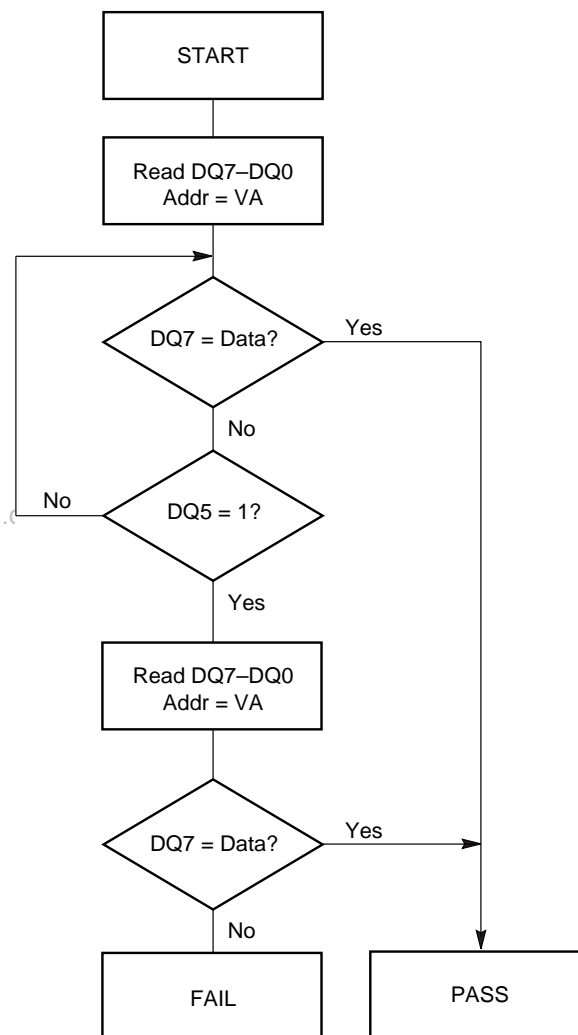 START
Read DQ7–DQ0
Addr = VA
DQ7 = Data?
Yes
No
No
DQ5 = 1?
Yes
Read DQ7–DQ0
Addr = VA
DQ7 = Data?
Yes
No
FAIL
PASS